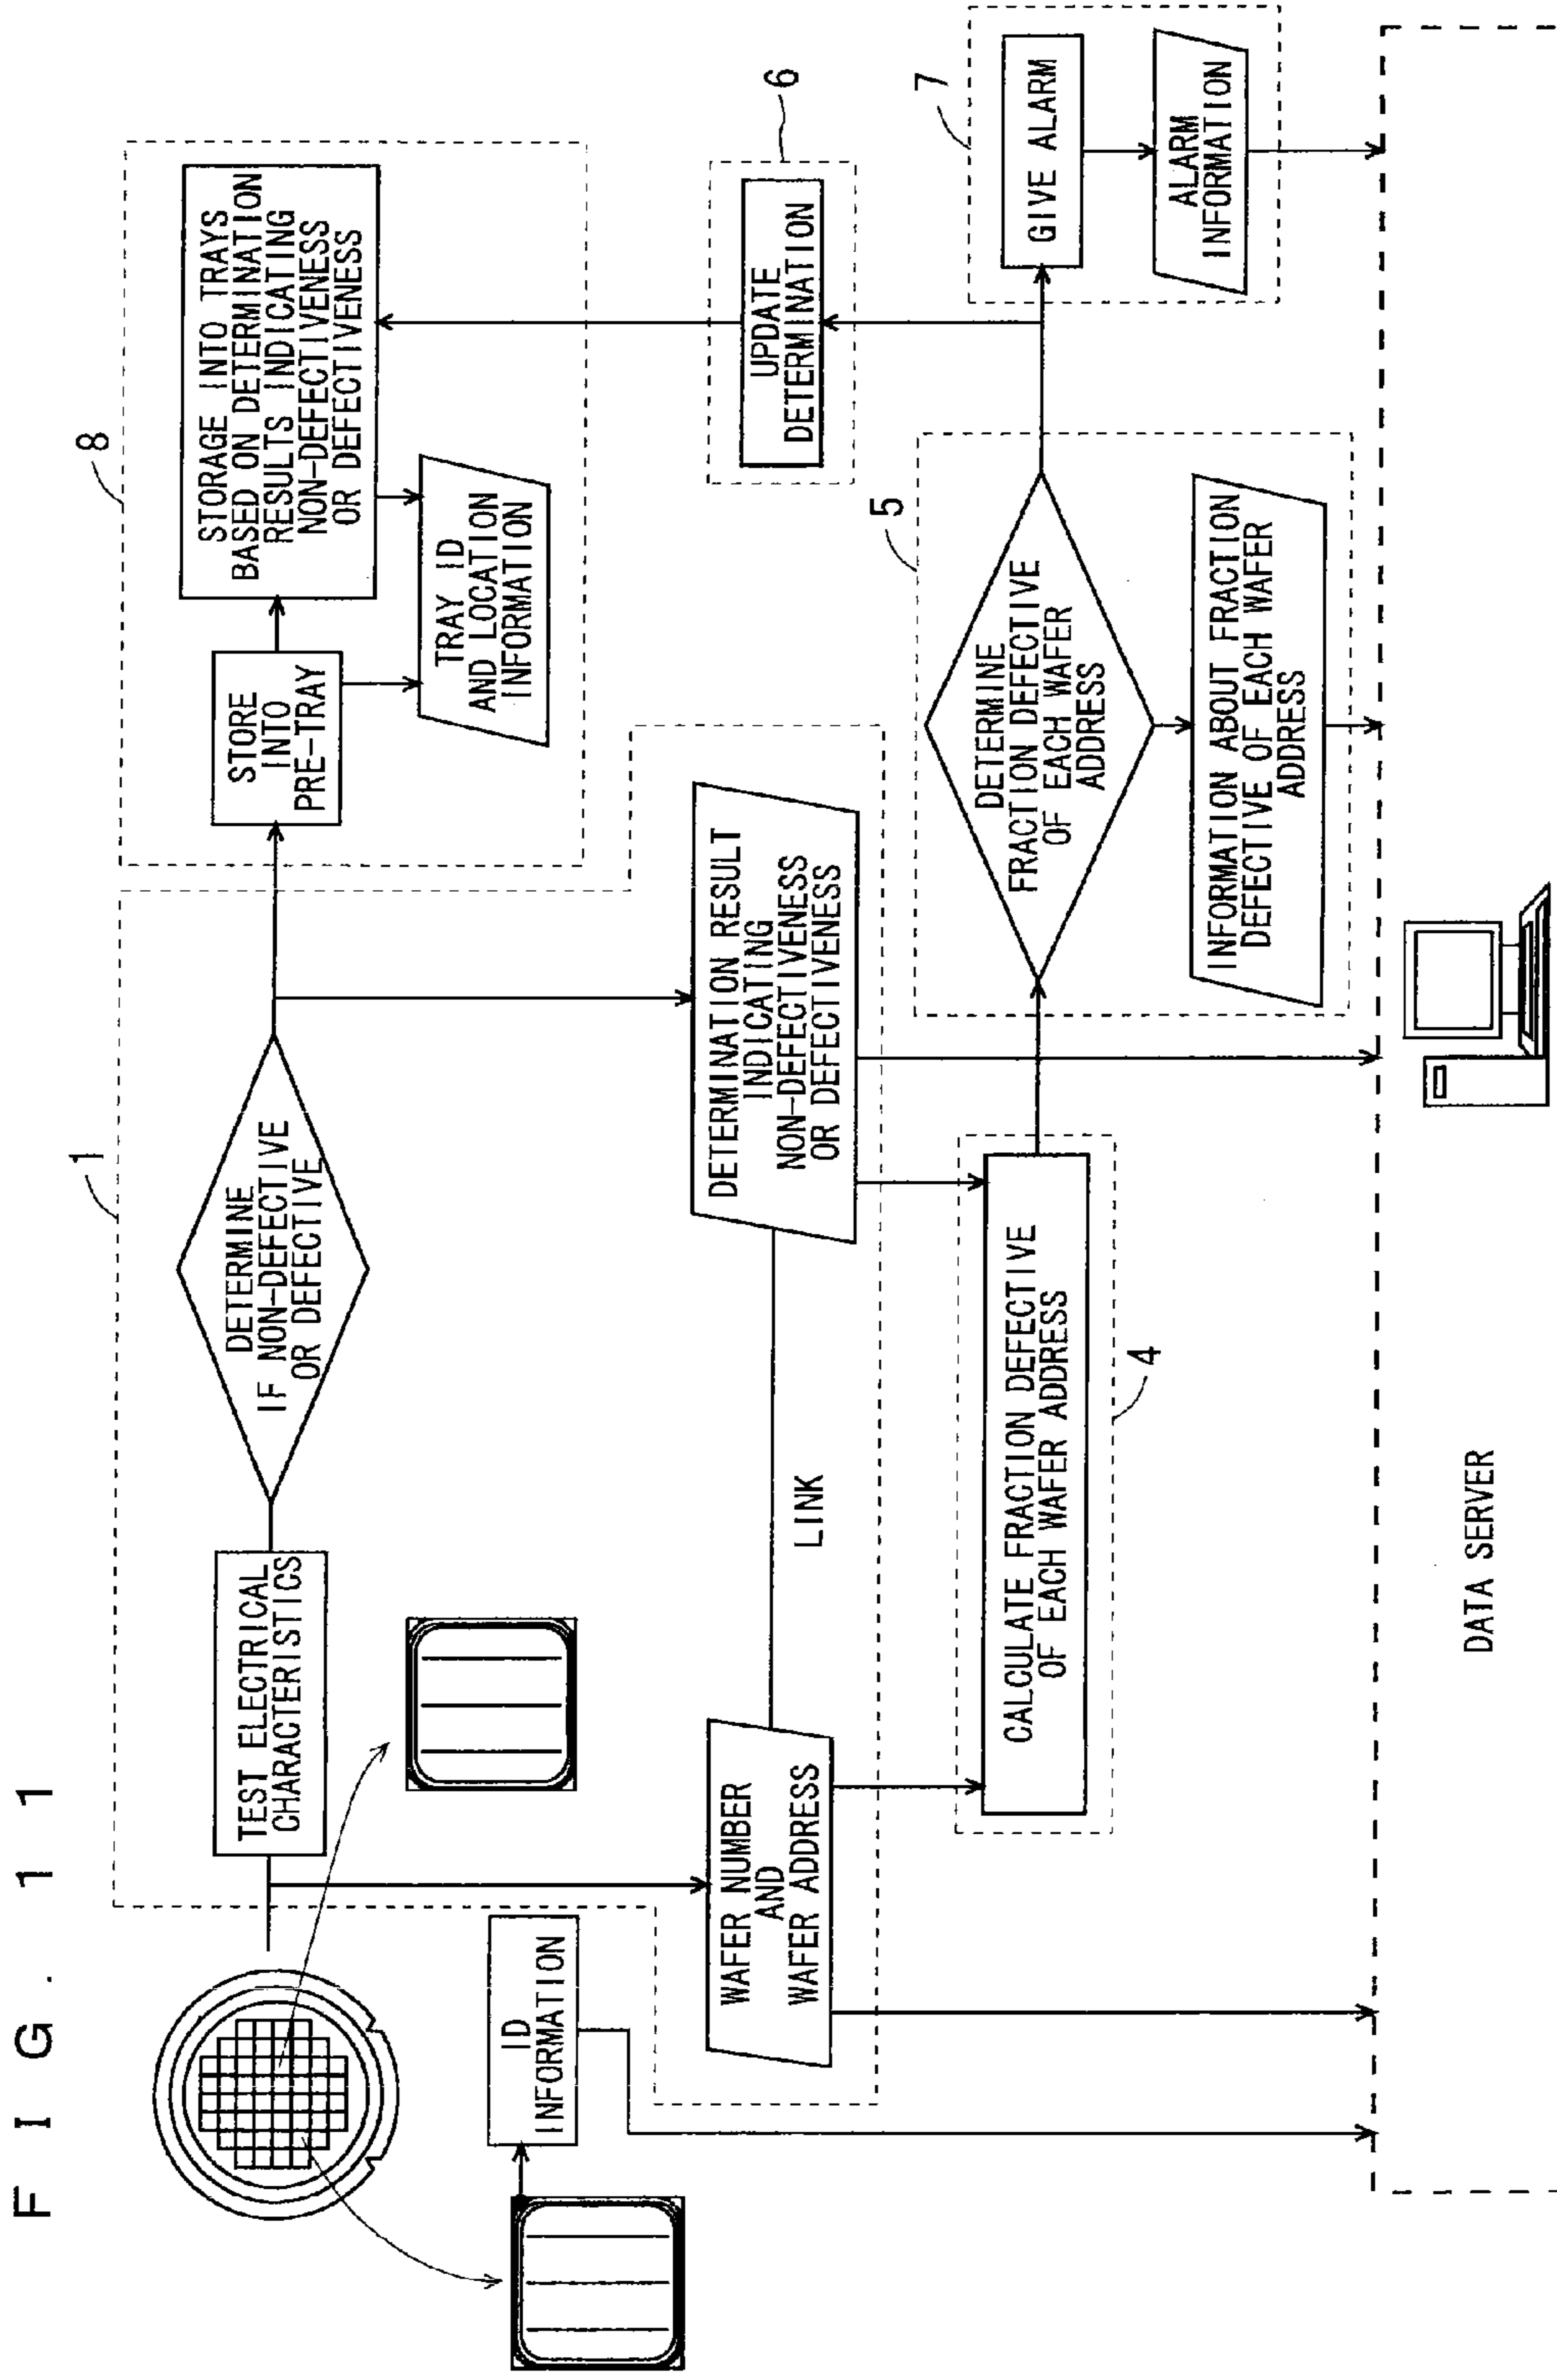 FIG. 11
1
TEST ELECTRICAL
CHARACTERISTICS
DETERMINE
IF NON-DEFECTIVE
OR DEFECTIVE
8
STORE
INTO
PRE-TRAY
STORAGE INTO TRAYS
BASED ON DETERMINATION
RESULTS INDICATING
NON-DEFECTIVENESS
OR DEFECTIVENESS
TRAY ID
AND LOCATION
INFORMATION
ID
INFORMATION
WAFER NUMBER
AND
WAFER ADDRESS
LINK
DETERMINATION RESULT
INDICATING
NON-DEFECTIVENESS
OR DEFECTIVENESS
6
UPDATE
DETERMINATION
CALCULATE FRACTION DEFECTIVE
OF EACH WAFER ADDRESS
4
5
DETERMINE
FRACTION DEFECTIVE
OF EACH WAFER
ADDRESS
INFORMATION ABOUT FRACTION
DEFECTIVE OF EACH WAFER
ADDRESS
7
GIVE ALARM
ALARM
INFORMATION
DATA SERVER